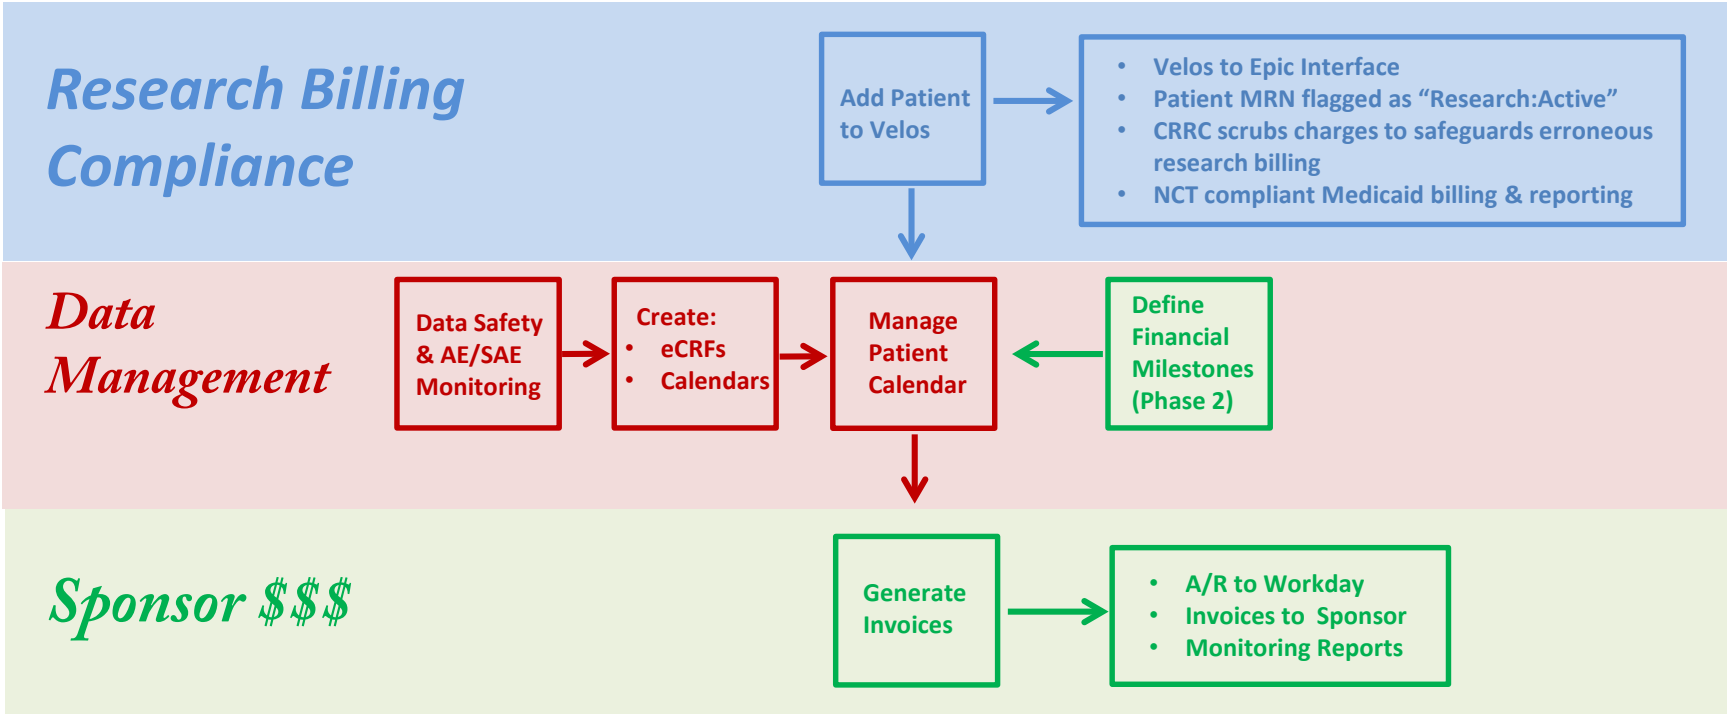 Research Billing
Compliance
Add Patient
to Velos
• Velos to Epic Interface
• Patient MRN flagged as “Research:Active”
• CRRC scrubs charges to safeguards erroneous
research billing
• NCT compliant Medicaid billing & reporting
Data
Management
Data Safety
& AE/SAE
Monitoring
Create:
• eCRFs
• Calendars
Manage
Patient
Calendar
Define
Financial
Milestones
(Phase 2)
Sponsor $$$
Generate
Invoices
• A/R to Workday
• Invoices to Sponsor
• Monitoring Reports